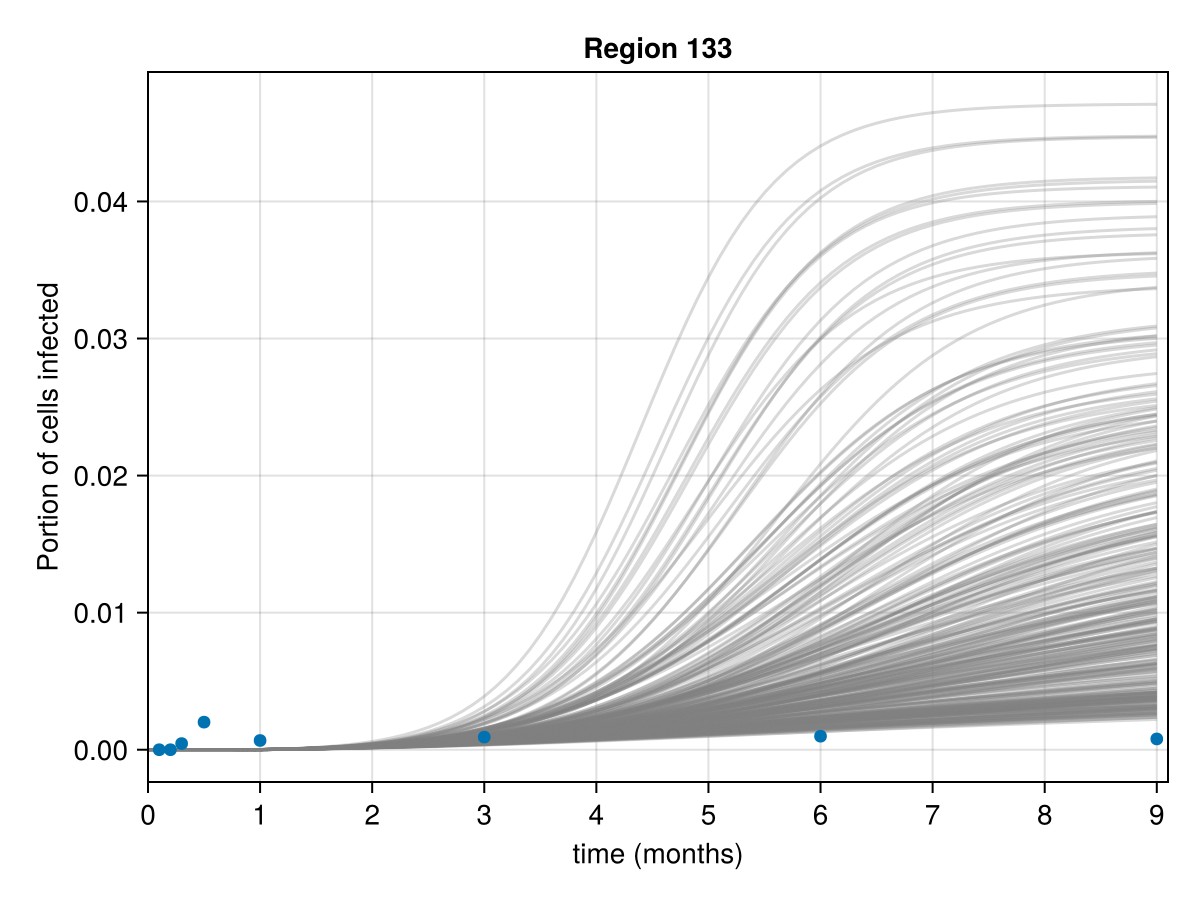 Region 133
Portion of cells infected
0.04
0.03
0.02
0.01
0.00
0 1 2 3 4 5 6 7 8 9
time (months)